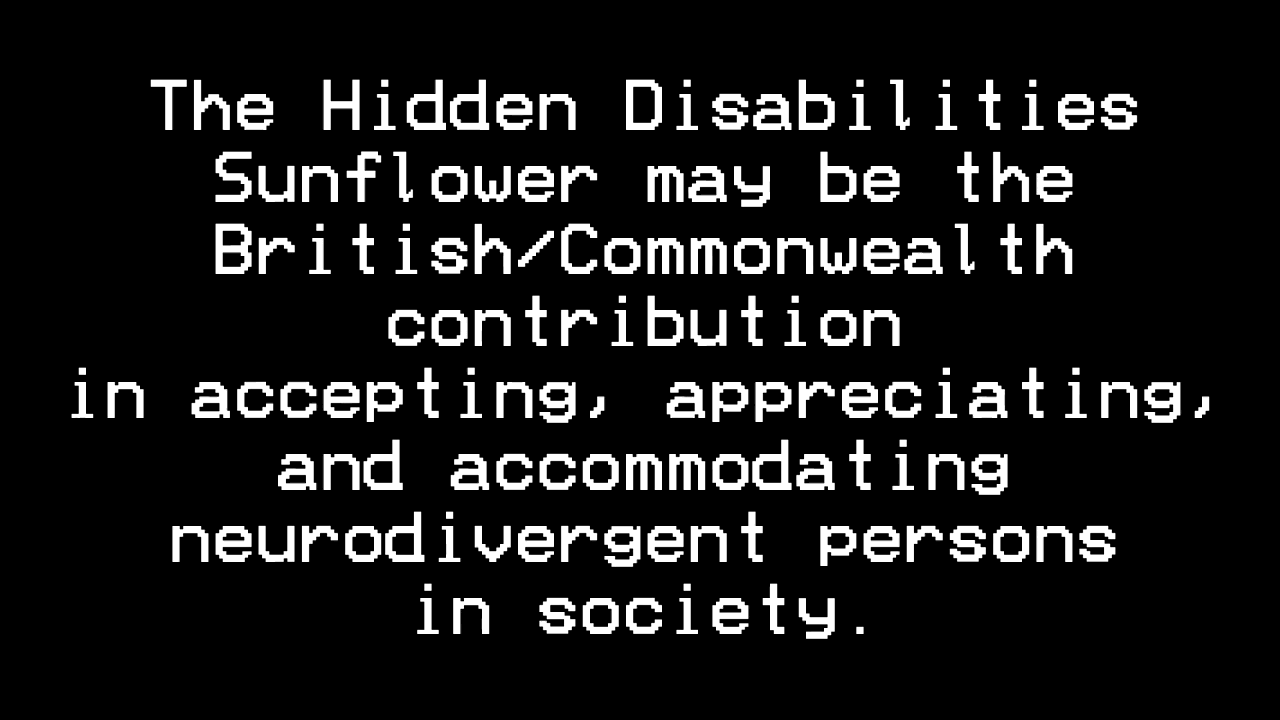 The Hidden Disabilities
Sunflower may be the
British/Commonwealth
contribution
in accepting, appreciating,
and accommodating
neurodivergent persons
in society.